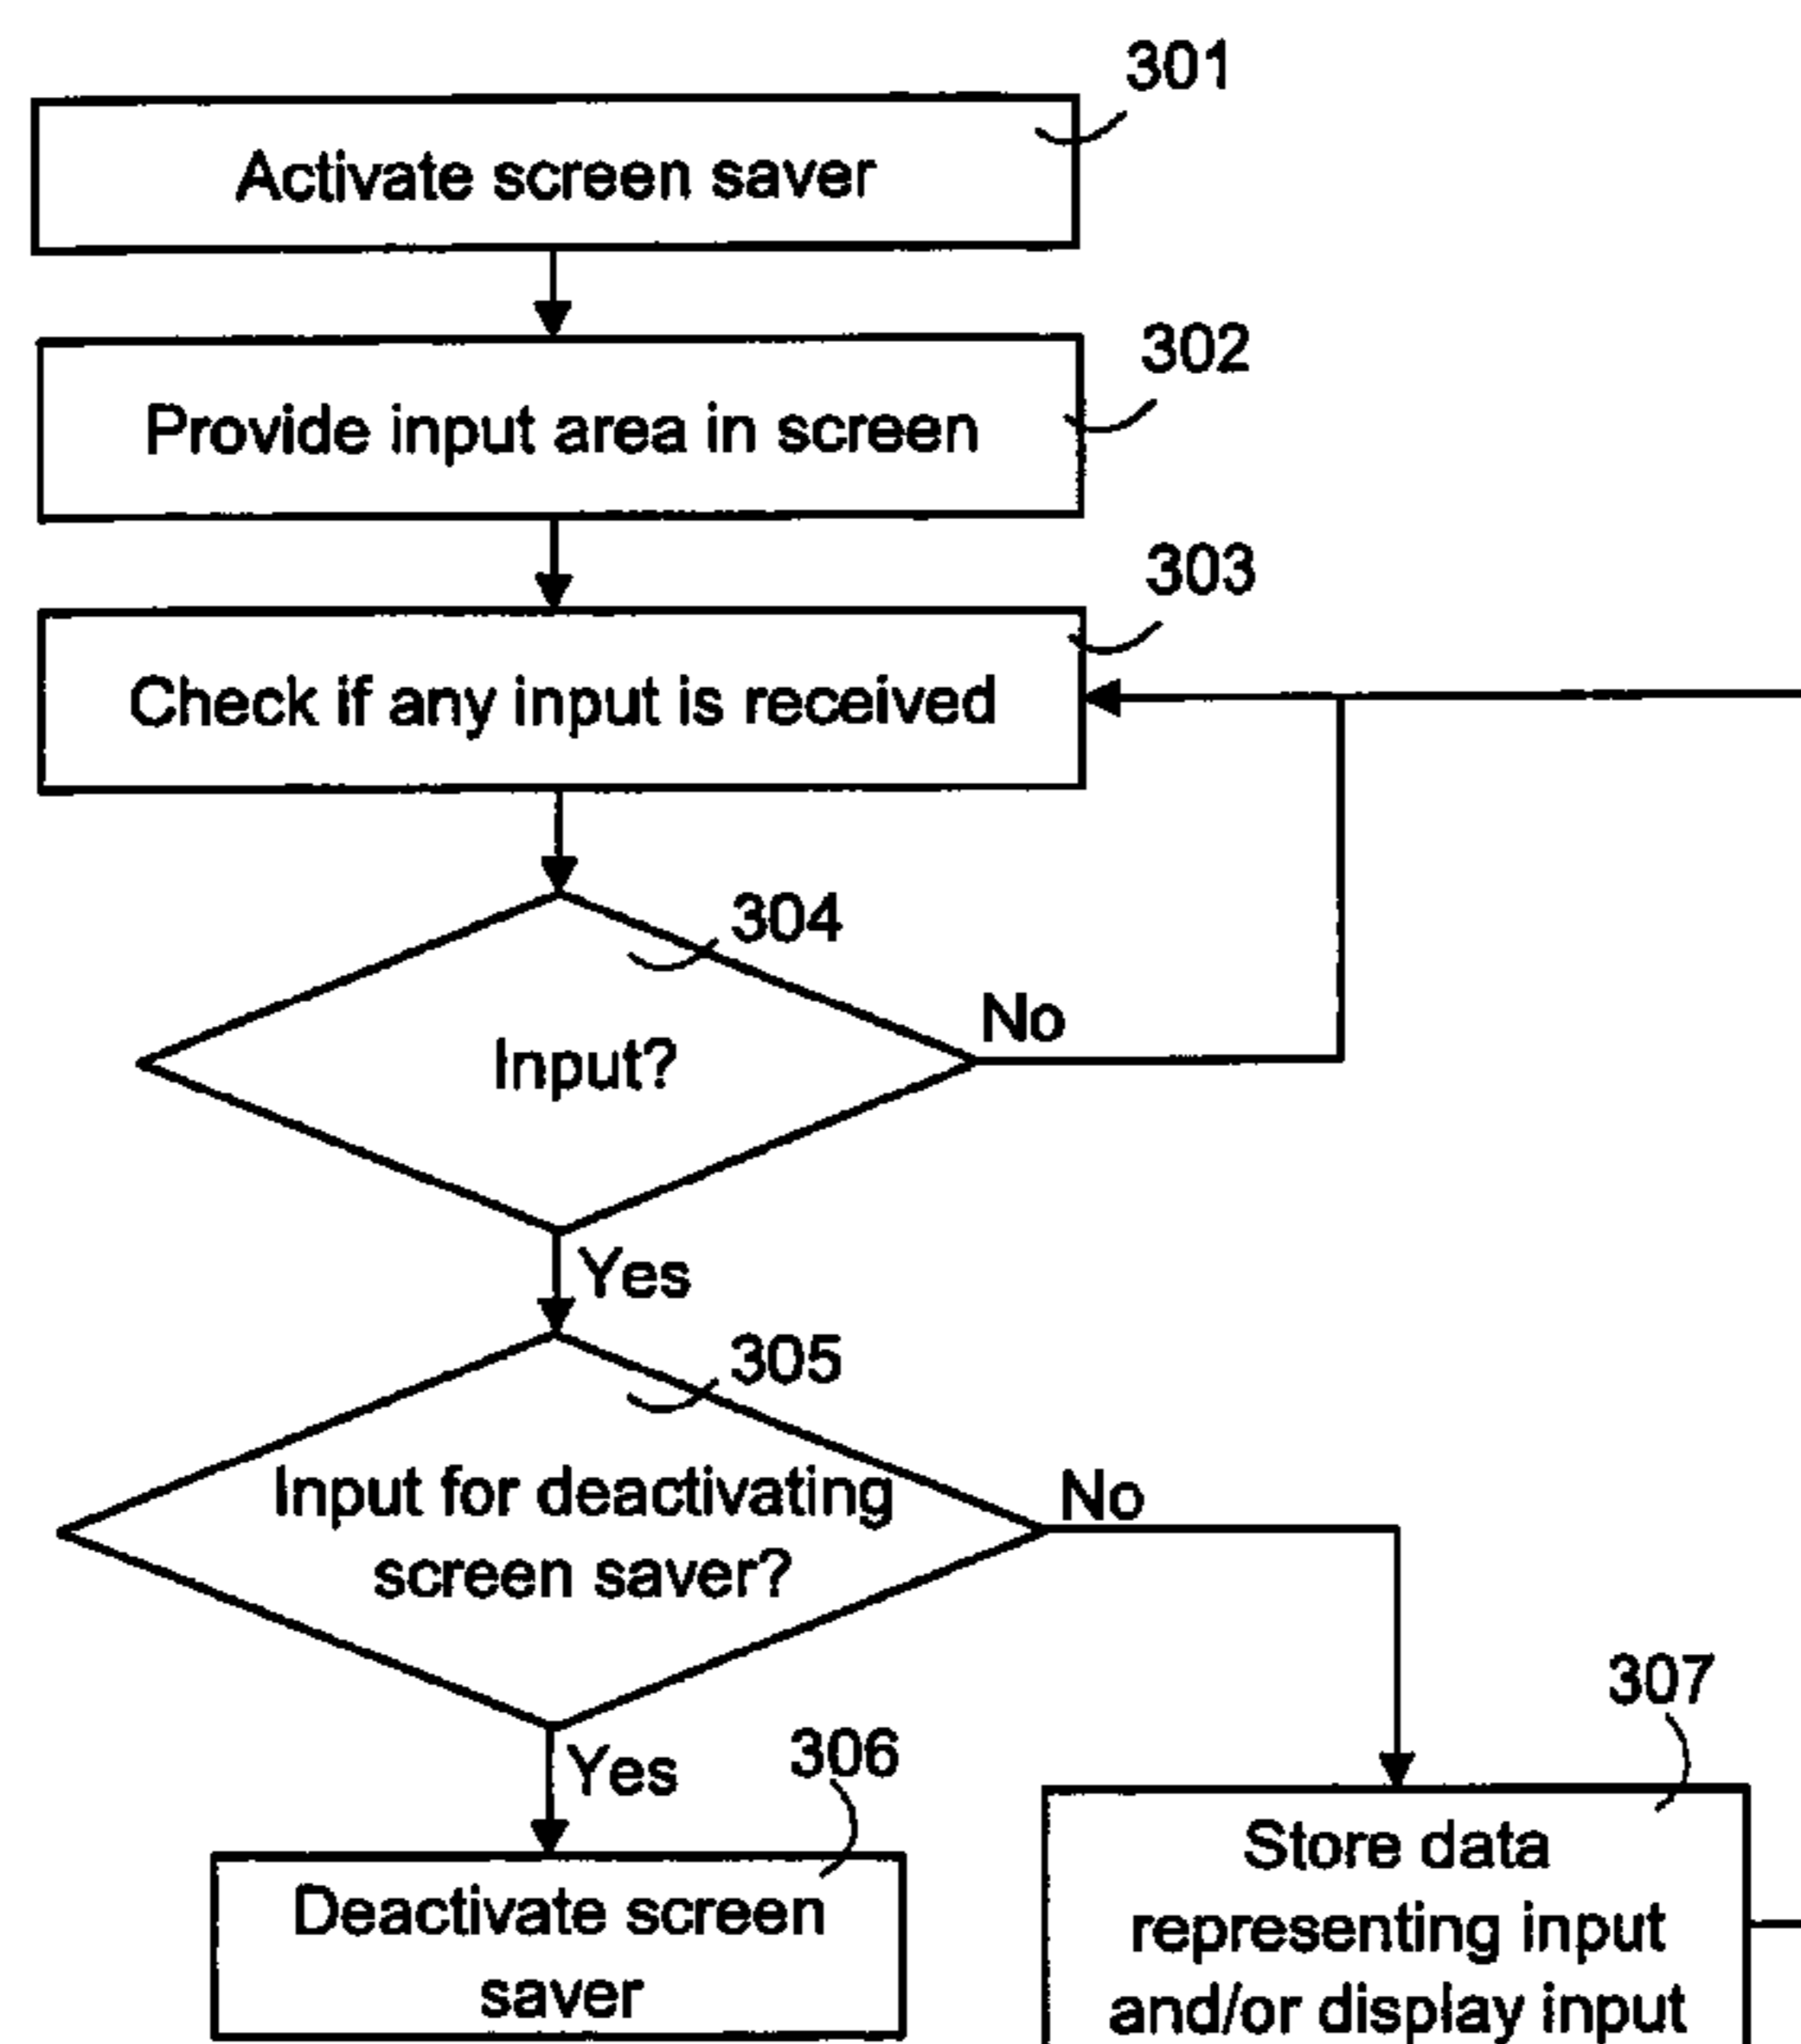 301
Activate screen saver
302
Provide input area in screen
303
Check if any input is received
304
No
Input?
Yes
305
Input for deactivating
No
screen saver?
307
306
Yes
Store data
Deactivate screen
representing input
saver
and/or display input